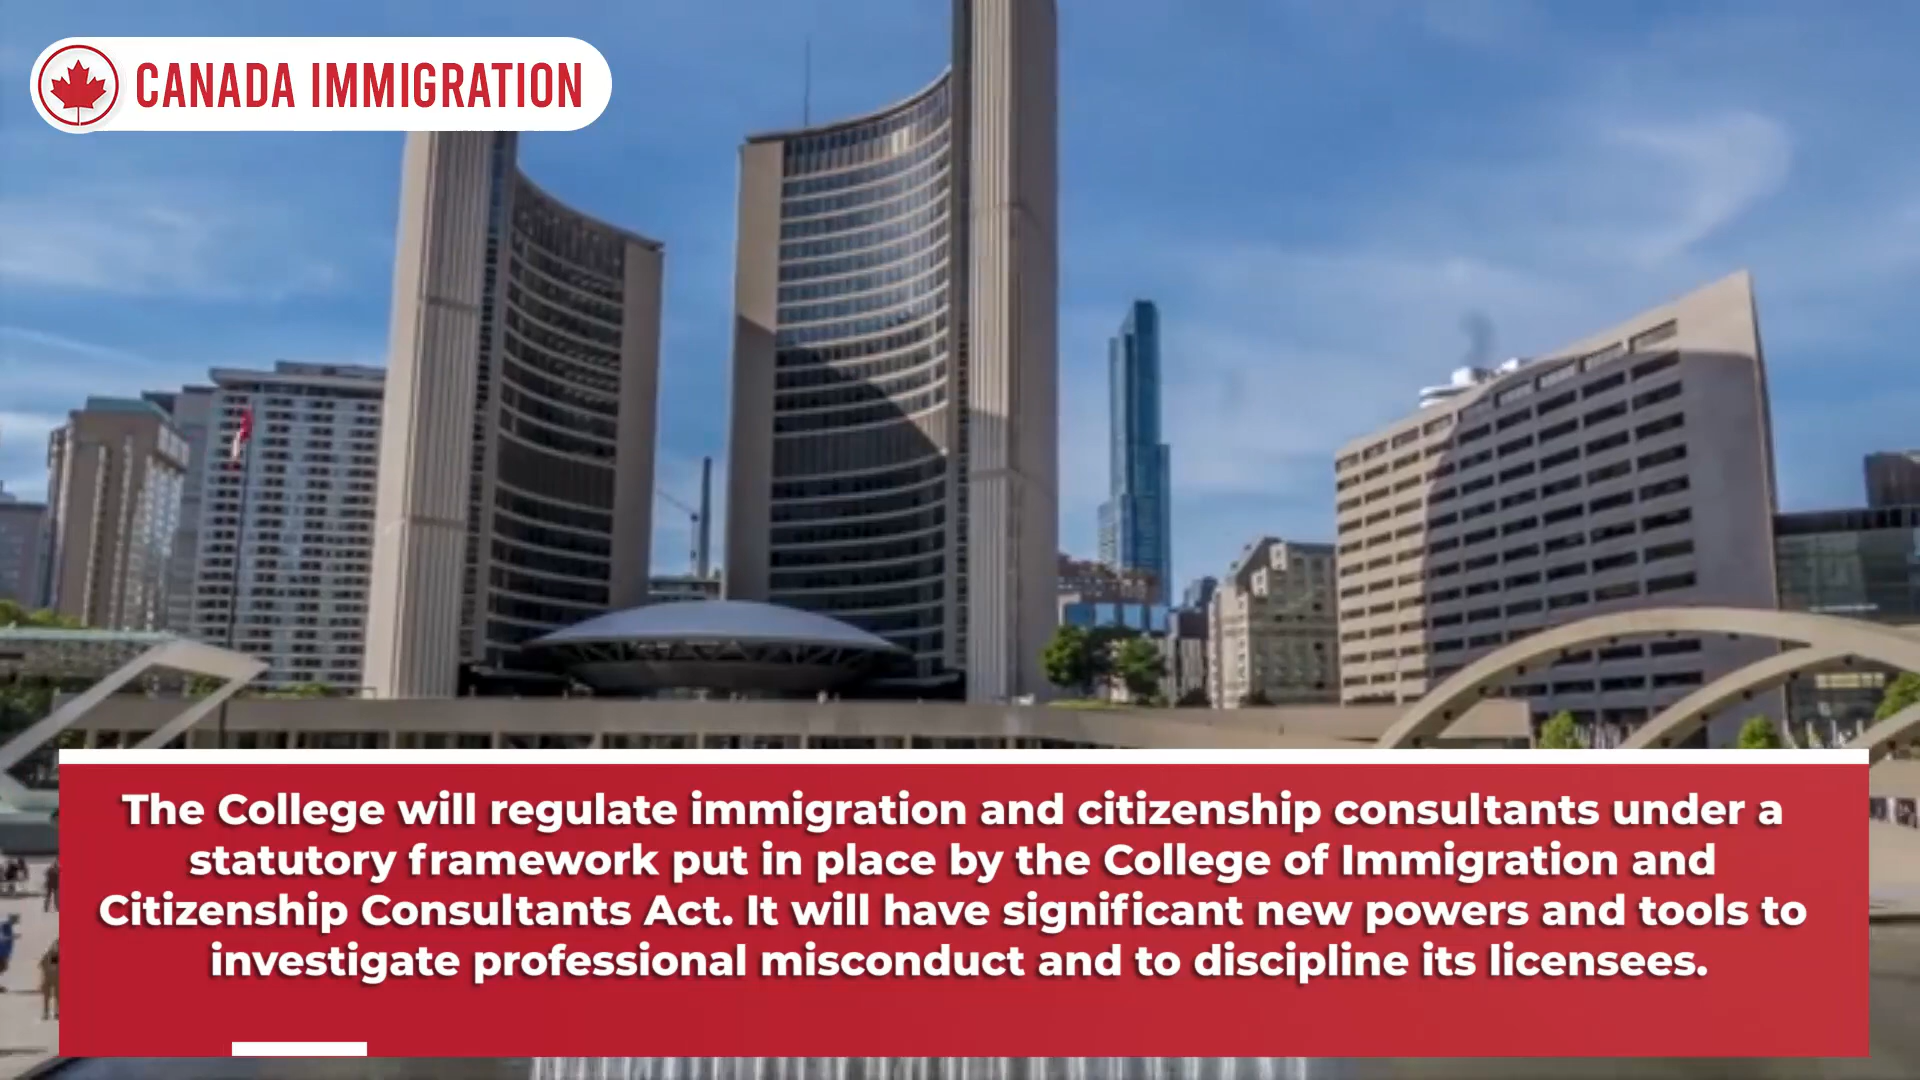 CANADA IMMIGRATION
The College will regulate immigration and citizenship consultants under a
statutory framework put in place by the College of Immigration and
Citizenship Consultants Act. It will have significant new powers and tools to
investigate professional misconduct and to discipline its licensees.